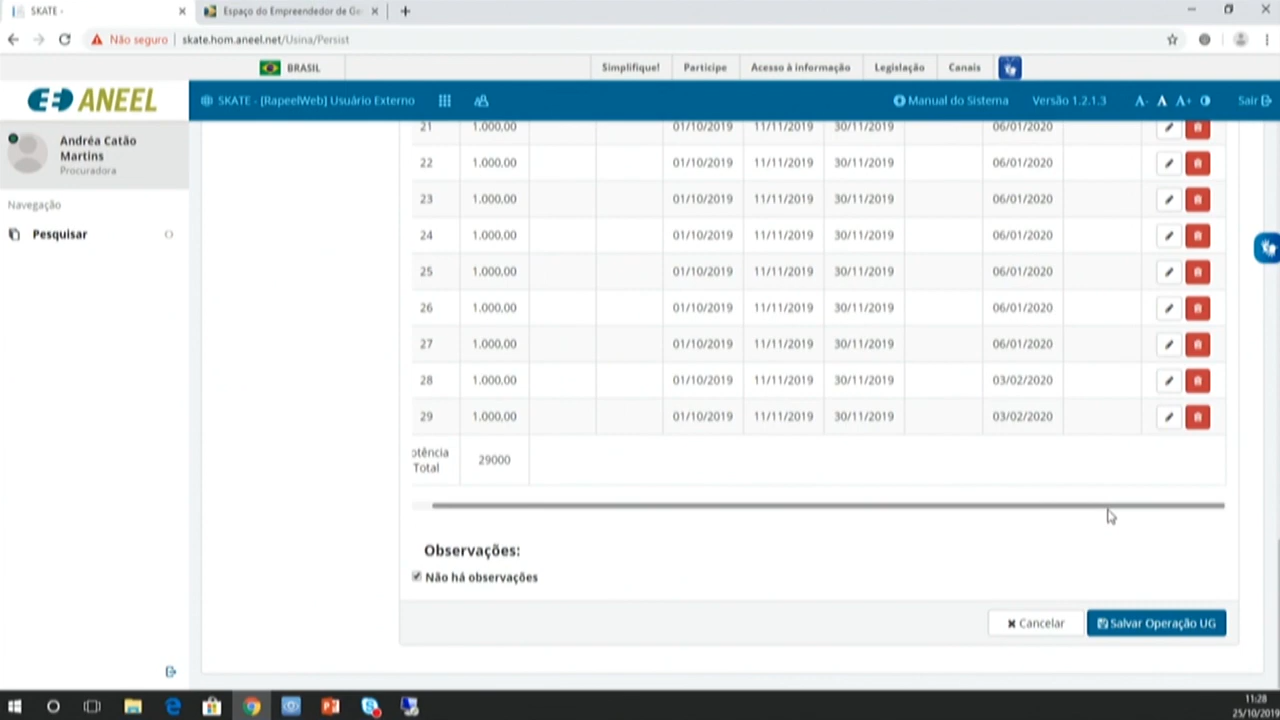 SKATE -
Espaço do Empreendedor de Ge
Não seguro
skate.hom.aneel.net/Usina/Persist
BRASIL
Simplifique!
Participe
Acesso à informação
Legislação
Canais
ANEEL
SKATE - [RapeelWeb] Usuário Externo
Manual do Sistema
Versão 1.2.1.3
A- A A+
Sair
Andréa Catão
Martins
Procuradora
Navegação
Pesquisar
21 1.000,00 01/10/2019 11/11/2019 30/11/2019 06/01/2020
22 1.000,00 01/10/2019 11/11/2019 30/11/2019 06/01/2020
23 1.000,00 01/10/2019 11/11/2019 30/11/2019 06/01/2020
24 1.000,00 01/10/2019 11/11/2019 30/11/2019 06/01/2020
25 1.000,00 01/10/2019 11/11/2019 30/11/2019 06/01/2020
26 1.000,00 01/10/2019 11/11/2019 30/11/2019 06/01/2020
27 1.000,00 01/10/2019 11/11/2019 30/11/2019 06/01/2020
28 1.000,00 01/10/2019 11/11/2019 30/11/2019 03/02/2020
29 1.000,00 01/10/2019 11/11/2019 30/11/2019 03/02/2020
otência
Total
29000
Observações:
Não há observações
Cancelar
Salvar Operação UG
11:28
25/10/2019